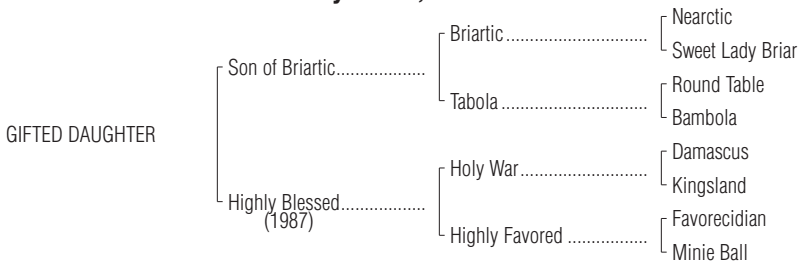 Nearctic
Briartic
Sweet Lady Briar
Son of Briartic
Round Table
Tabola
Bambola
GIFTED DAUGHTER
Damascus
Holy War
Kingsland
Highly Blessed
(1987)
Favorecidian
Highly Favored
Minie Ball